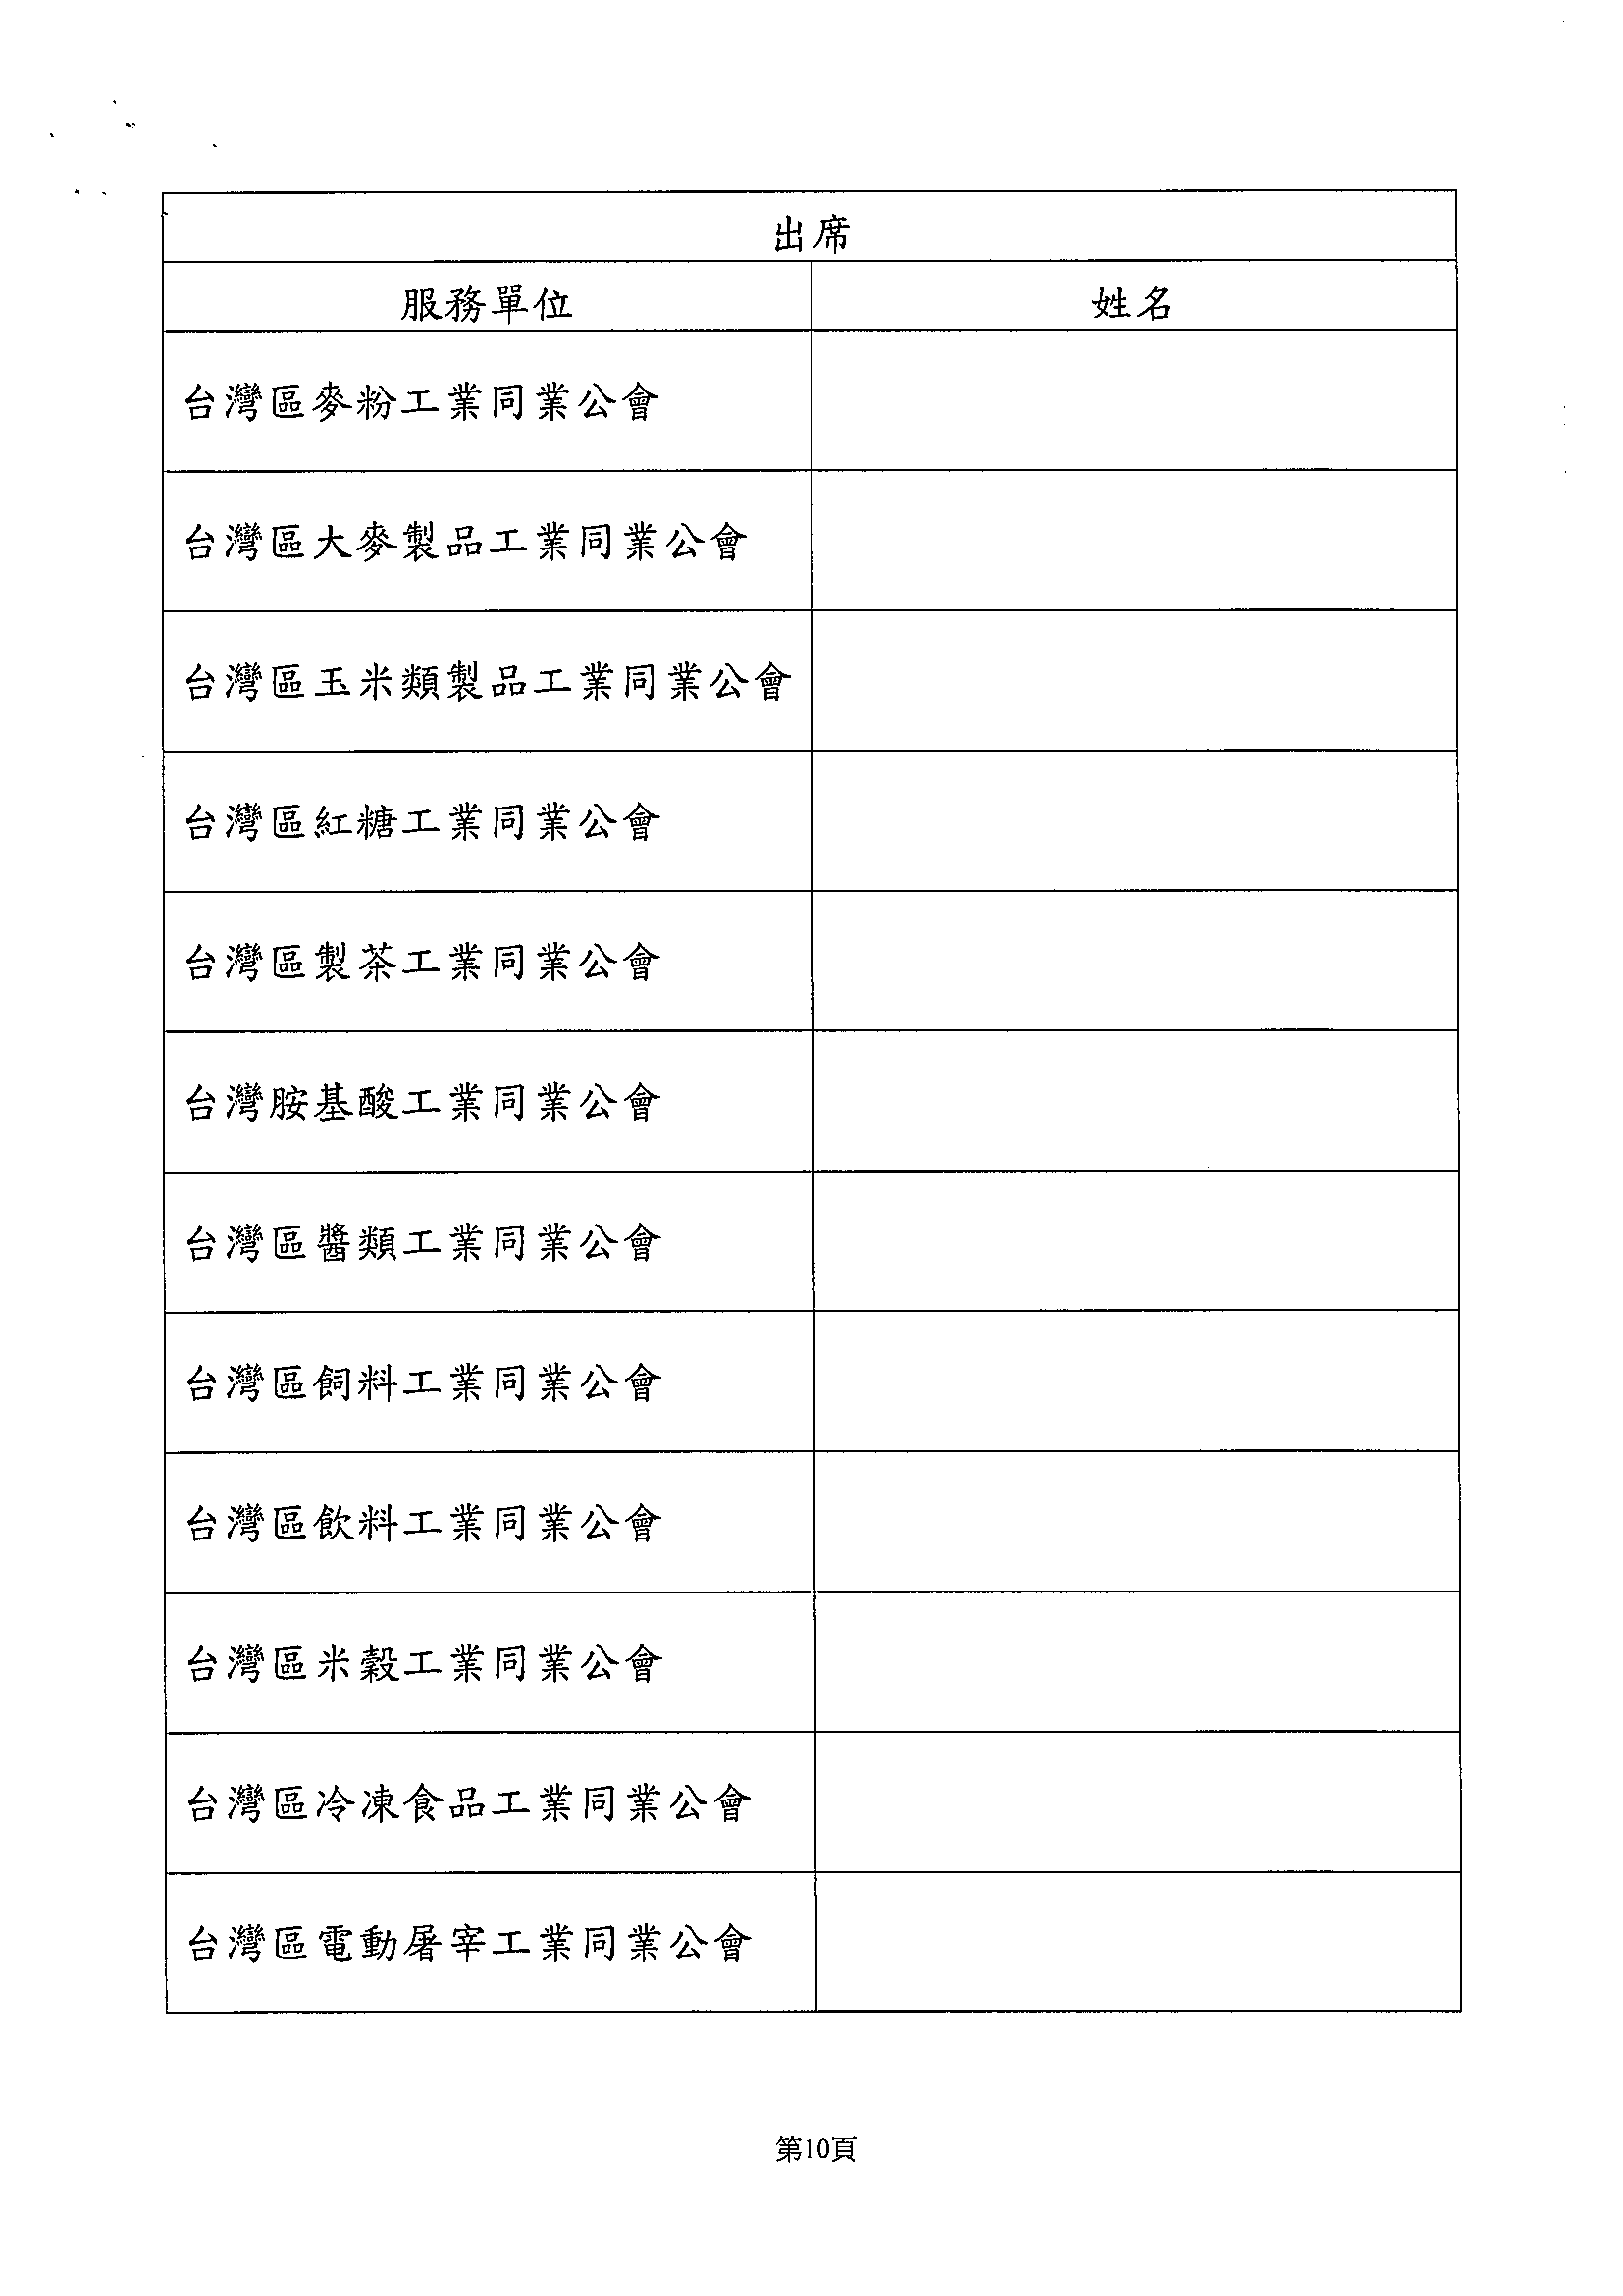 出席
服務單位 姓名
台灣區麥粉工業同業公會
台灣區大麥製品工業同業公會
台灣區玉米類製品工業同業公會
台灣區紅糖工業同業公會
台灣區製茶工業同業公會
台灣胺基酸工業同業公會
台灣區醬類工業同業公會
台灣區飼料工業同業公會
台灣區飲料工業同業公會
台灣區米穀工業同業公會
台灣區冷凍食品工業同業公會
台灣區電動屠宰工業同業公會
第10頁